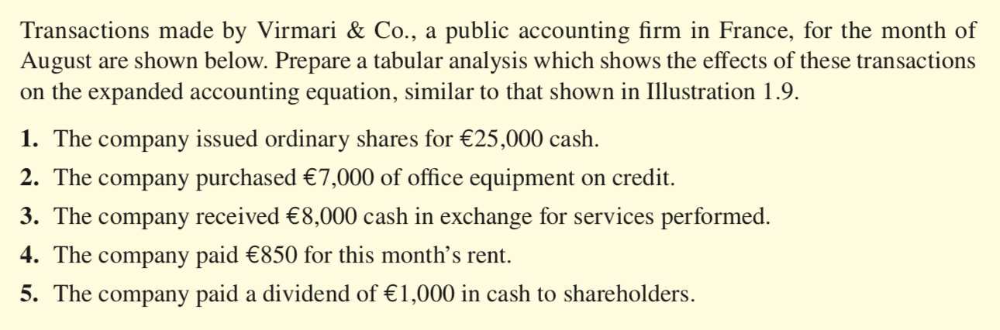 Transactions made by Virmari & Co., a public accounting firm in France, for the month of
August are shown below. Prepare a tabular analysis which shows the effects of these transactions
on the expanded accounting equation, similar to that shown in Illustration 1.9.
1. The company issued ordinary shares for €25,000 cash.
2. The company purchased €7,000 of office equipment on credit.
3. The company received €8,000 cash in exchange for services performed.
4. The company paid €850 for this month’s rent.
5. The company paid a dividend of €1,000 in cash to shareholders.